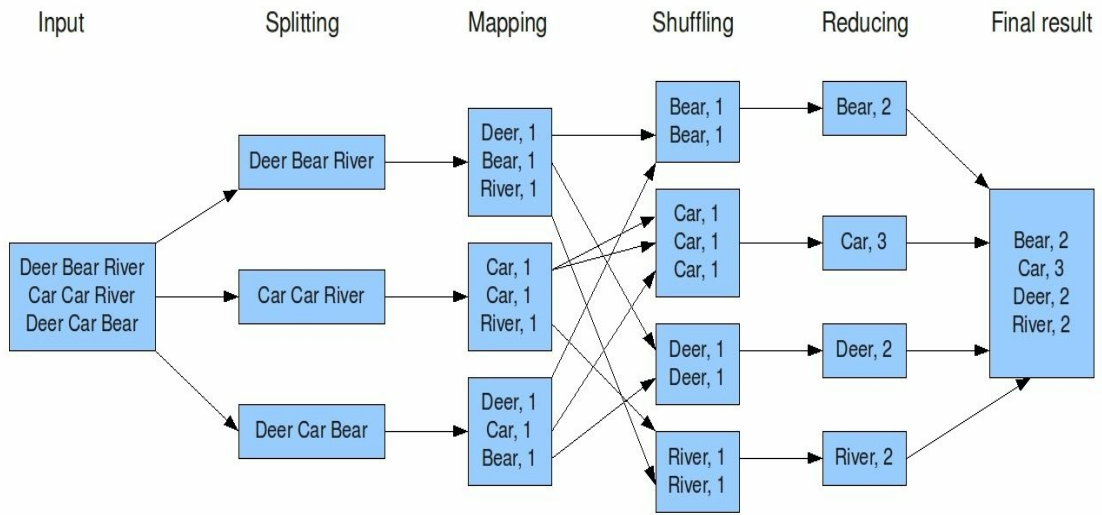 Input
Splitting
Mapping
Shuffling
Reducing
Final result
Deer Bear River
Car Car River
Deer Car Bear
Deer Bear River
Car Car River
Deer Car Bear
Deer, 1
Bear, 1
River, 1
Car, 1
Car, 1
River, 1
Deer, 1
Car, 1
Bear, 1
Bear, 1
Bear, 1
Car, 1
Car, 1
Car, 1
Deer, 1
Deer, 1
River, 1
River, 1
Bear, 2
Car, 3
Deer, 2
River, 2
Bear, 2
Car, 3
Deer, 2
River, 2